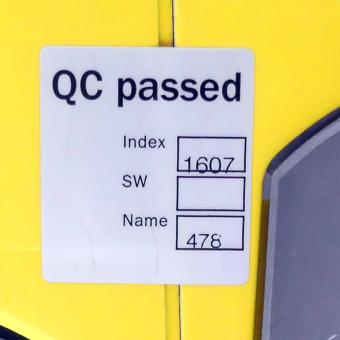 QC passed
Index 1607
SW
Name 478